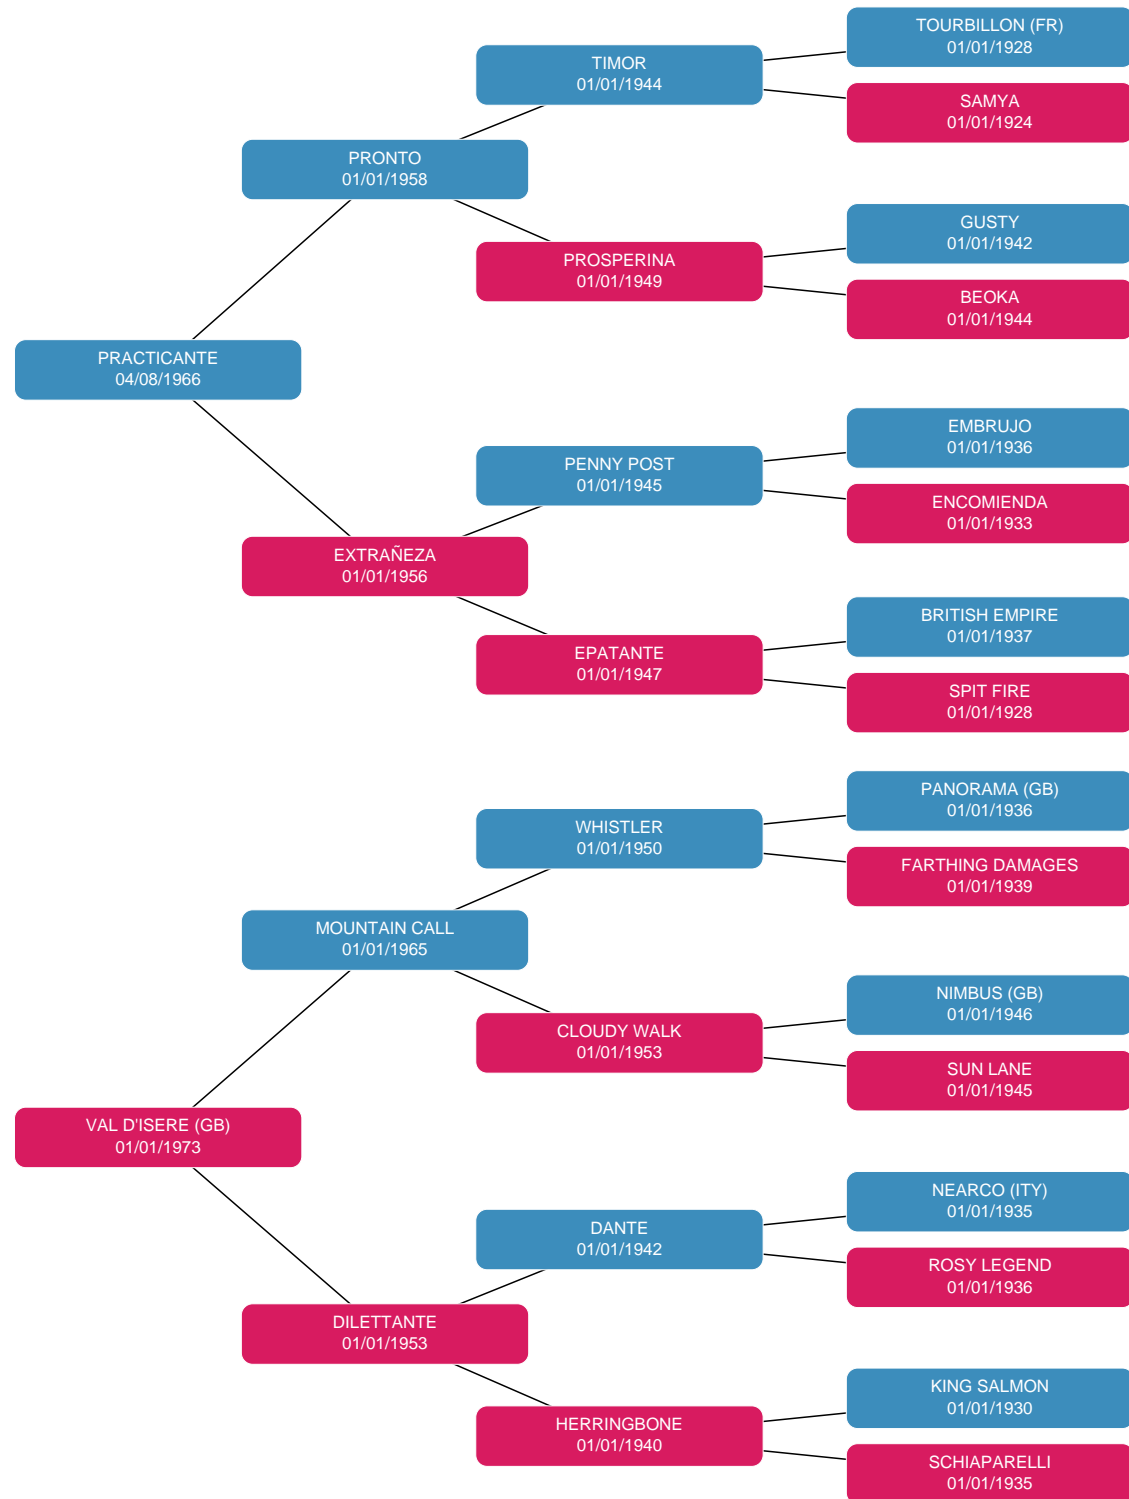 TOURBILLON (FR)
01/01/1928
TIMOR
01/01/1944
SAMYA
01/01/1924
PRONTO
01/01/1958
GUSTY
01/01/1942
PROSPERINA
01/01/1949
BEOKA
01/01/1944
PRACTICANTE
04/08/1966
EMBRUJO
01/01/1936
PENNY POST
01/01/1945
ENCOMIENDA
01/01/1933
EXTRAÑEZA
01/01/1956
BRITISH EMPIRE
01/01/1937
EPATANTE
01/01/1947
SPIT FIRE
01/01/1928
PANORAMA (GB)
01/01/1936
WHISTLER
01/01/1950
FARTHING DAMAGES
01/01/1939
MOUNTAIN CALL
01/01/1965
NIMBUS (GB)
01/01/1946
CLOUDY WALK
01/01/1953
SUN LANE
01/01/1945
VAL D'ISERE (GB)
01/01/1973
NEARCO (ITY)
01/01/1935
DANTE
01/01/1942
ROSY LEGEND
01/01/1936
DILETTANTE
01/01/1953
KING SALMON
01/01/1930
HERRINGBONE
01/01/1940
SCHIAPARELLI
01/01/1935